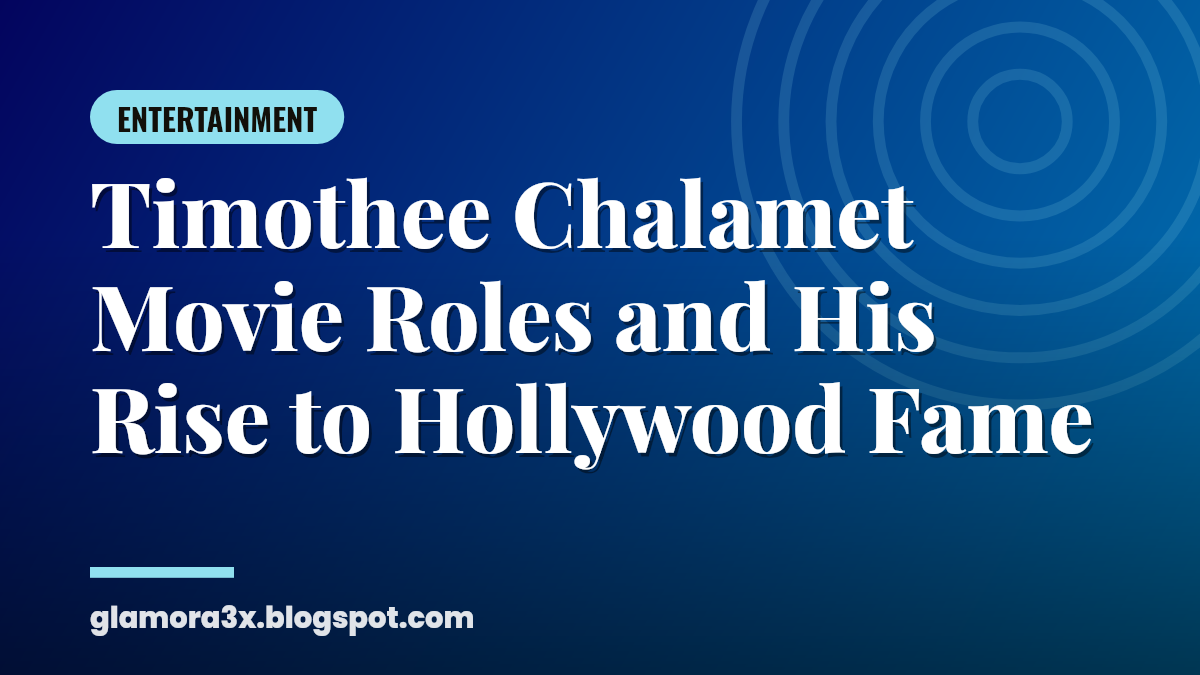 ENTERTAINMENT
Timothee Chalamet
Movie Roles and His
Rise to Hollywood Fame
glamora3x.blogspot.com